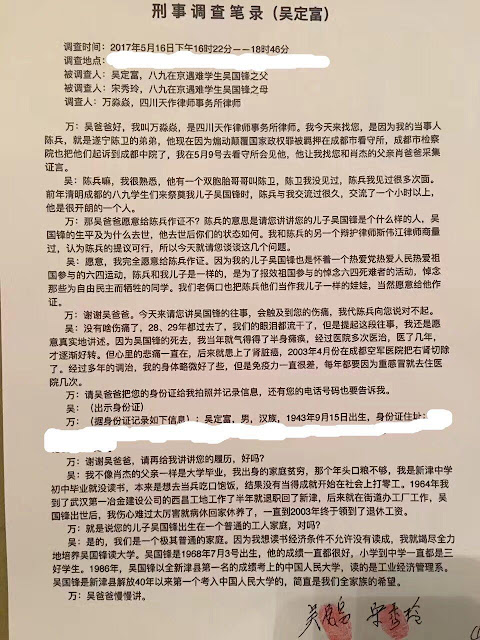 刑事调查笔录（吴定富）
调查时间：2017年5月16日下午16时22分——18时46分
调查地点：
被调查人：吴定富，八九在京遇难学生吴国锋之父
被调查人：宋秀玲，八九在京遇难学生吴国锋之母
调查人：万淼焱，四川天作律师事务所律师
万：吴爸爸好，我叫万淼焱，是四川天作律师事务所律师。我今天来找您，是因为我的当事人
陈兵，就是遂宁陈卫的弟弟，他现在因为煽动颠覆国家政权罪被羁押在成都市看守所，成都市检察
院也把他们起诉到成都中院了，我在5月9号去看守所会见他，他让我找您和肖杰的父亲肖爸爸采集
证言。
吴：陈兵嘛，我很熟悉，他有一个双胞胎哥哥叫陈卫，陈卫我没见过，陈兵我见过很多次面。
前年清明成都的八九学生们来祭奠我儿子吴国锋时，陈兵与我交流过很久，交流了一个小时以上，
他是很开朗的一个人。
万：那吴爸爸愿意给陈兵作证不？陈兵的意思是请您讲讲您的儿子吴国锋是个什么样的人，吴
国锋的生平及为什么去世，他去世后你们的状态如何。我和陈兵的另一个辩护律师斯伟江律师商量
过，认为陈兵的提议可行，所以今天就请您谈谈这几个问题。
吴：愿意，我完全愿意给陈兵作证。因为我的儿子吴国锋也是怀着一个热爱党热爱人民热爱祖
国参与的六四运动，陈兵和我儿子是一样的，是为了报效祖国参与的悼念六四死难者的活动，悼念
那些为自由民主而牺牲的同学。我们老俩口也把陈兵他们当作我儿子一样的娃娃，当然愿意给他作
证。
万：谢谢吴爸爸。今天来请您讲吴国锋的往事，会触及到您的伤痛，我代陈兵向您说对不起。
吴：没有啥伤痛了，28、29年都过去了，我们的眼泪都流干了，但是提起这段往事，我还是
愿意真实地讲述。因为吴国锋的死去，我当年就气得得了半身瘫痪，经过医院多次医治，医了几年，
才逐渐好转。但心里的悲痛一直在，后来就患上了肾脏癌，2003年4月份在成都空军医院把右肾切除
了。经过多年的调治，我的身体略微好了些，但是免疫力一直很差，每年都要因为重感冒就去住医
院几次。
万：请吴爸爸把您的身份证给我拍照并记录信息，还有您的电话号码也要告诉我。
吴：（出示身份证）
万：（据身份证记录如下信息）：吴定富，男，汉族，1943年9月15日出生，身份证住址：
万：谢谢吴爸爸，请再给我讲讲您的履历，好吗？
吴：我不像肖杰的父亲一样是大学毕业，我出身的家庭贫穷，那个年头口粮不够，我是新津中学
初中毕业就没读书，本来是想去当兵吃口饱饭，结果没有当得成就开始在社会上打零工。1964年我
到了武汉第一冶金建设公司的西昌工地工作了半年就退职回了新津，后来就在街道办工厂工作，吴
国锋出世后，我伤心难过太厉害就病休回家休养了，一直到2003年终于领到了退休工资。
万：就是说您的儿子吴国锋出生在一个普通的工人家庭，对吗？
吴：是的，我们是一个极其普通的家庭。因为我想读书经济条件不允许没有读成，我就竭尽全力
地培养吴国锋读大学。吴国锋是1968年7月3号出生，他的成绩一直都很好，小学到中学一直都是三
好学生。1986年，吴国锋以全新津县第一名的成绩考上的中国人民大学，读的是工业经济管理系。
吴国锋是新津县解放40年以来第一个考入中国人民大学的，简直是我们全家族的希望。
万：吴爸爸慢慢讲。
吴定富 宋秀玲